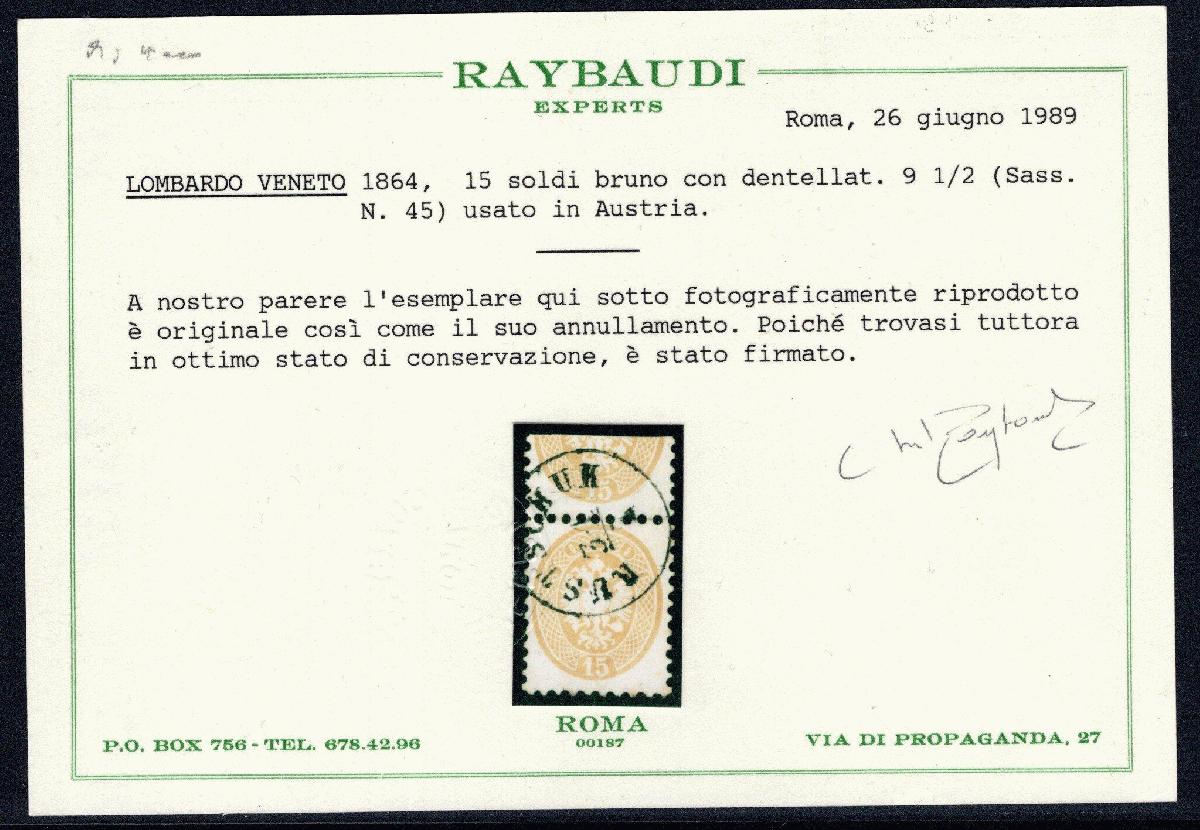 RAYBAUDI
EXPERTS
Roma, 26 giugno 1989
LOMBARDO VENETO 1864, 15 soldi bruno con dentellat. 9 1/2 (Sass.
N. 45) usato in Austria.
A nostro parere l'esemplare qui sotto fotograficamente riprodotto
è originale così come il suo annullamento. Poiché trovasi tuttora
in ottimo stato di conservazione, è stato firmato.
15
RUSTSCHUK
15
ROMA
00187
P.O. BOX 756 - TEL. 678.42.96
VIA DI PROPAGANDA, 27